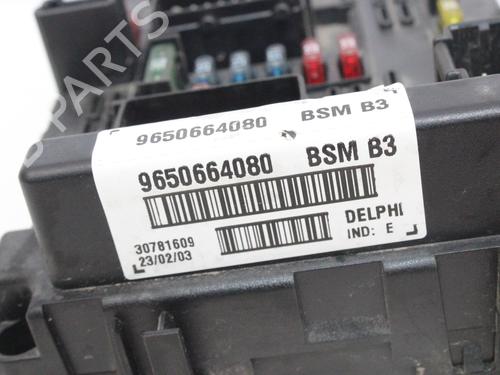 9650664080 BSM B3
9650664080 BSM B3
30781609 DELPHI
23/02/03 IND: E
B-PARTS